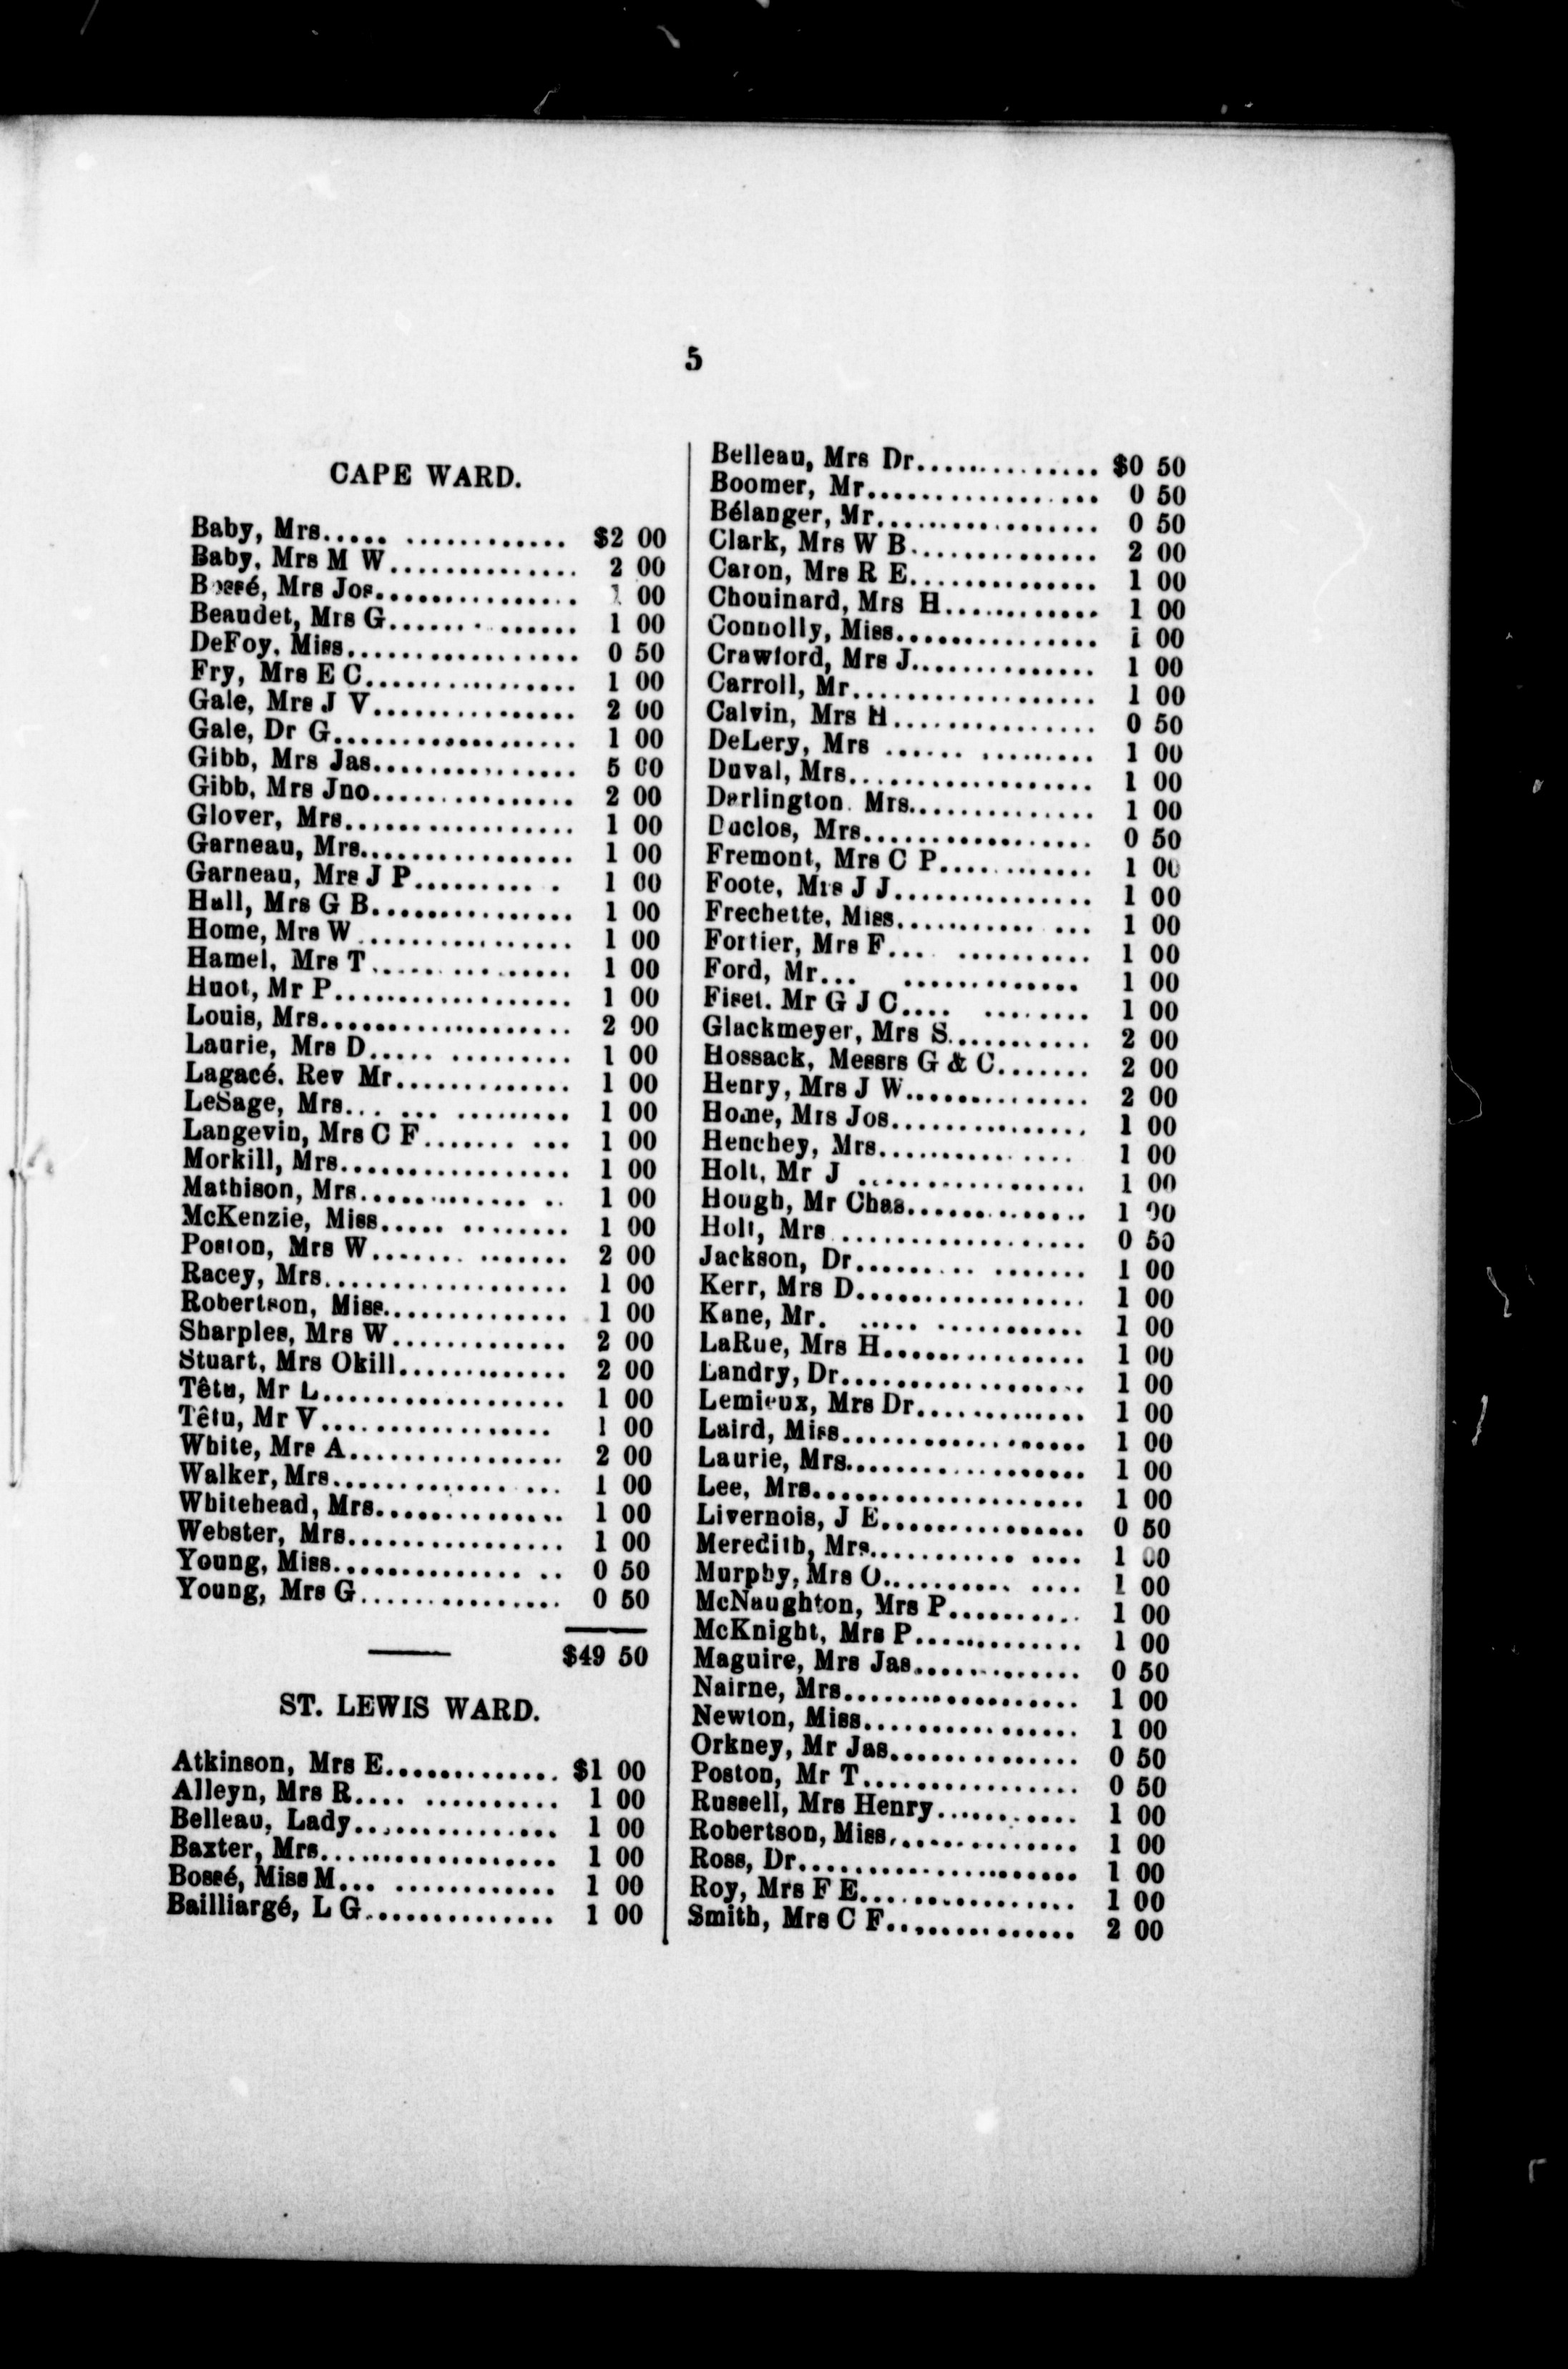 5
CAPE WARD.
Baby, Mrs..... ............ $2 00
Baby, Mrs M W.............. 2 00
Bossé, Mrs Jos............... 1 00
Beaudet, Mrs G...... . ...... 1 00
DeFoy, Miss................. 0 50
Fry, Mrs E C................ 1 00
Gale, Mrs J V............... 2 00
Gale, Dr G.................. 1 00
Gibb, Mrs Jas............... 5 00
Gibb, Mrs Jno............... 2 00
Glover, Mrs................. 1 00
Garneau, Mrs................ 1 00
Garneau, Mrs J P.......... . 1 00
Hall, Mrs G B............... 1 00
Home, Mrs W ................ 1 00
Hamel, Mrs T............... 1 00
Huot, Mr P.................. 1 00
Louis, Mrs................... 2 00
Laurie, Mrs D..... ......... 1 00
Lagacé. Rev Mr............. 1 00
LeSage, Mrs... ... ......... 1 00
Langevin, Mrs C F....... ... 1 00
Morkill, Mrs................. 1 00
Mathison, Mrs............. .. 1 00
McKenzie, Miss..... ........ 1 00
Poston, Mrs W....... ....... 2 00
Racey, Mrs.................. 1 00
Robertson, Miss.............. 1 00
Sharples, Mrs W............. 2 00
Stuart, Mrs Okill............. 2 00
Têtu, Mr L.................. 1 00
Têtu, Mr V................. 1 00
White, Mrs A................ 2 00
Walker, Mrs.............. ... 1 00
Whitehead, Mrs.............. 1 00
Webster, Mrs................ 1 00
Young, Miss.............. .. 0 50
Young, Mrs G............... 0 50
$49 50
ST. LEWIS WARD.
Atkinson, Mrs E............. $1 00
Alleyn, Mrs R.... .......... 1 00
Belleau, Lady............... 1 00
Baxter, Mrs.................. 1 00
Bossé, Miss M... ............ 1 00
Bailliargé, L G.............. 1 00
Belleau, Mrs Dr.............. $0 50
Boomer, Mr.................. 0 50
Bélanger, Mr................. 0 50
Clark, Mrs W B.............. 2 00
Caron, Mrs R E.............. 1 00
Chouinard, Mrs H............ 1 00
Connolly, Miss............... 1 00
Crawford, Mrs J.............. 1 00
Carroll, Mr.................. 1 00
Calvin, Mrs H............... 0 50
DeLery, Mrs ...... ......... 1 00
Duval, Mrs................... 1 00
Darlington. Mrs.............. 1 00
Duclos, Mrs.................. 0 50
Fremont, Mrs C P............ 1 00
Foote, Mrs J J............... 1 00
Frechette, Miss........... ... 1 00
Fortier, Mrs F... .......... 1 00
Ford, Mr... ............. 1 00
Fiset. Mr G J C.... ........ 1 00
Glackmeyer, Mrs S........... 2 00
Hossack, Messrs G & C....... 2 00
Henry, Mrs J W.............. 2 00
Home, Mrs Jos............... 1 00
Henchey, Mrs.......... .... 1 00
Holt, Mr J ................. 1 00
Hough, Mr Chas............. 1 00
Holt, Mrs ................... 0 50
Jackson, Dr......... ....... 1 00
Kerr, Mrs D................. 1 00
Kane, Mr. ..... ........... 1 00
LaRue, Mrs H............... 1 00
Landry, Dr.................. 1 00
Lemieux, Mrs Dr............. 1 00
Laird, Miss.................. 1 00
Laurie, Mrs.................. 1 00
Lee, Mrs.................... 1 00
Livernois, J E............... 0 50
Meredith, Mrs........... .... 1 00
Murphy, Mrs O.......... .... 1 00
McNaughton, Mrs P.......... 1 00
McKnight, Mrs P............. 1 00
Maguire, Mrs Jas............. 0 50
Nairne, Mrs.................. 1 00
Newton, Miss................ 1 00
Orkney, Mr Jas.............. 0 50
Poston, Mr T................ 0 50
Russell, Mrs Henry........... 1 00
Robertson, Miss.............. 1 00
Ross, Dr..................... 1 00
Roy, Mrs F E................ 1 00
Smith, Mrs C F.............. 2 00